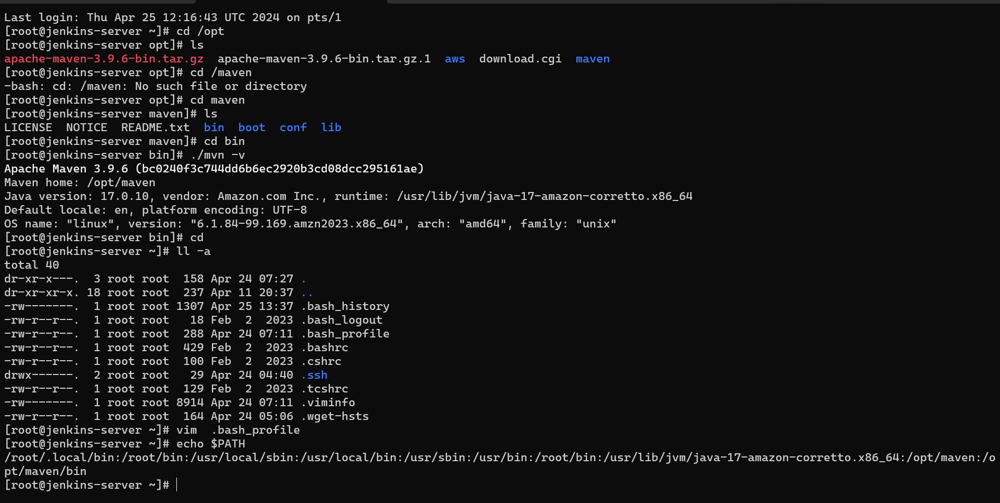 Last login: Thu Apr 25 12:16:43 UTC 2024 on pts/1
[root@jenkins-server ~]# cd /opt
[root@jenkins-server opt]# ls
apache-maven-3.9.6-bin.tar.gz  apache-maven-3.9.6-bin.tar.gz.1  aws  download.cgi  maven
[root@jenkins-server opt]# cd /maven
-bash: cd: /maven: No such file or directory
[root@jenkins-server opt]# cd maven
[root@jenkins-server maven]# ls
LICENSE  NOTICE  README.txt  bin  boot  conf  lib
[root@jenkins-server maven]# cd bin
[root@jenkins-server bin]# ./mvn -v
Apache Maven 3.9.6 (bc0240f3c744dd6b6ec2920b3cd08dcc295161ae)
Maven home: /opt/maven
Java version: 17.0.10, vendor: Amazon.com Inc., runtime: /usr/lib/jvm/java-17-amazon-corretto.x86_64
Default locale: en, platform encoding: UTF-8
OS name: "linux", version: "6.1.84-99.169.amzn2023.x86_64", arch: "amd64", family: "unix"
[root@jenkins-server bin]# cd
[root@jenkins-server ~]# ll -a
total 40
dr-xr-x---.  3 root root  158 Apr 24 07:27 .
dr-xr-xr-x. 18 root root  237 Apr 11 20:37 ..
-rw-------.  1 root root 1307 Apr 25 13:37 .bash_history
-rw-r--r--.  1 root root   18 Feb  2  2023 .bash_logout
-rw-r--r--.  1 root root  288 Apr 24 07:11 .bash_profile
-rw-r--r--.  1 root root  429 Feb  2  2023 .bashrc
-rw-r--r--.  1 root root  100 Feb  2  2023 .cshrc
drwx------.  2 root root   29 Apr 24 04:40 .ssh
-rw-r--r--.  1 root root  129 Feb  2  2023 .tcshrc
-rw-------.  1 root root 8914 Apr 24 07:11 .viminfo
-rw-r--r--.  1 root root  164 Apr 24 05:06 .wget-hsts
[root@jenkins-server ~]# vim  .bash_profile
[root@jenkins-server ~]# echo $PATH
/root/.local/bin:/root/bin:/usr/local/sbin:/usr/local/bin:/usr/sbin:/usr/bin:/root/bin:/usr/lib/jvm/java-17-amazon-corretto.x86_64:/opt/maven:/o
pt/maven/bin
[root@jenkins-server ~]#